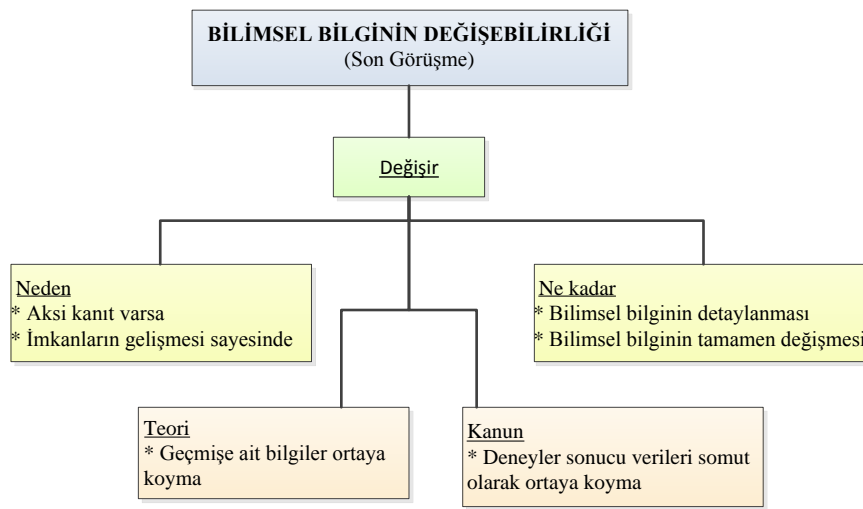 BİLİMSEL BİLGİNİN DEĞİŞEBİLİRLİĞİ
(Son Görüşme)
Değişir
Neden
* Aksi kanıt varsa
* İmkanların gelişmesi sayesinde
Ne kadar
* Bilimsel bilginin detaylanması
* Bilimsel bilginin tamamen değişmesi
Teori
* Geçmişe ait bilgiler ortaya
koyma
Kanun
* Deneyler sonucu verileri somut
olarak ortaya koyma